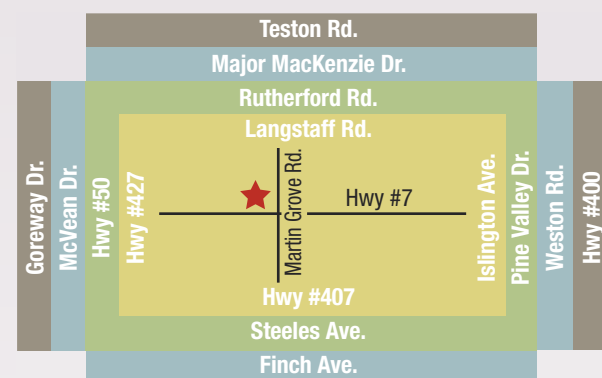 Teston Rd.
Major MacKenzie Dr.
Rutherford Rd.
Langstaff Rd.
Goreway Dr.
McVean Dr.
Hwy #50
Hwy #427
Martin Grove Rd.
Hwy #7
Islington Ave.
Pine Valley Dr.
Weston Rd.
Hwy #400
Hwy #407
Steeles Ave.
Finch Ave.